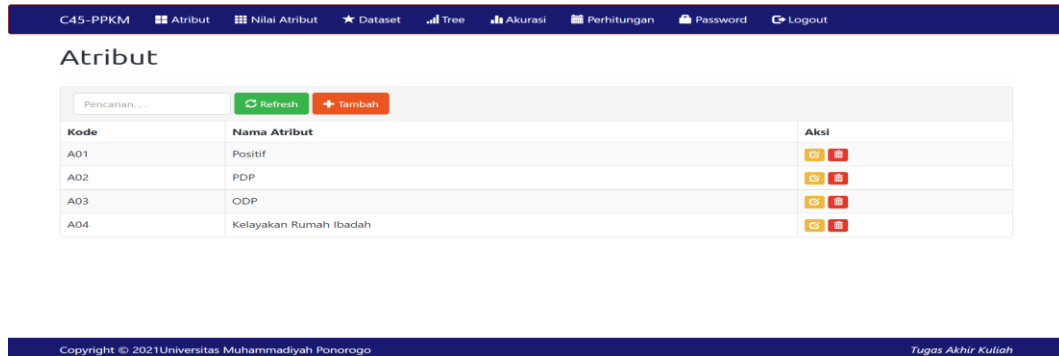 C45-PPKM Atribut Nilai Atribut Dataset Tree Akurasi Perhitungan Password Logout
Atribut
Pencarian. . . Refresh Tambah
Kode Nama Atribut Aksi
A01 Positif
A02 PDP
A03 ODP
A04 Kelayakan Rumah Ibadah
Copyright © 2021Universitas Muhammadiyah Ponorogo Tugas Akhir Kuliah